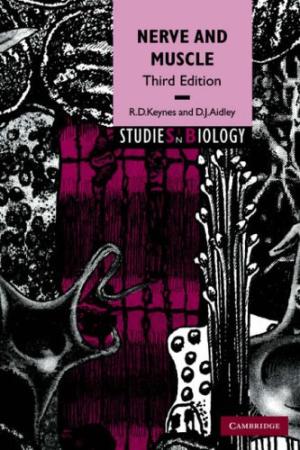 NERVE AND
MUSCLE
Third Edition
R.D.Keynes and D.J.Aidley
STUDIES IN BIOLOGY
CAMBRIDGE